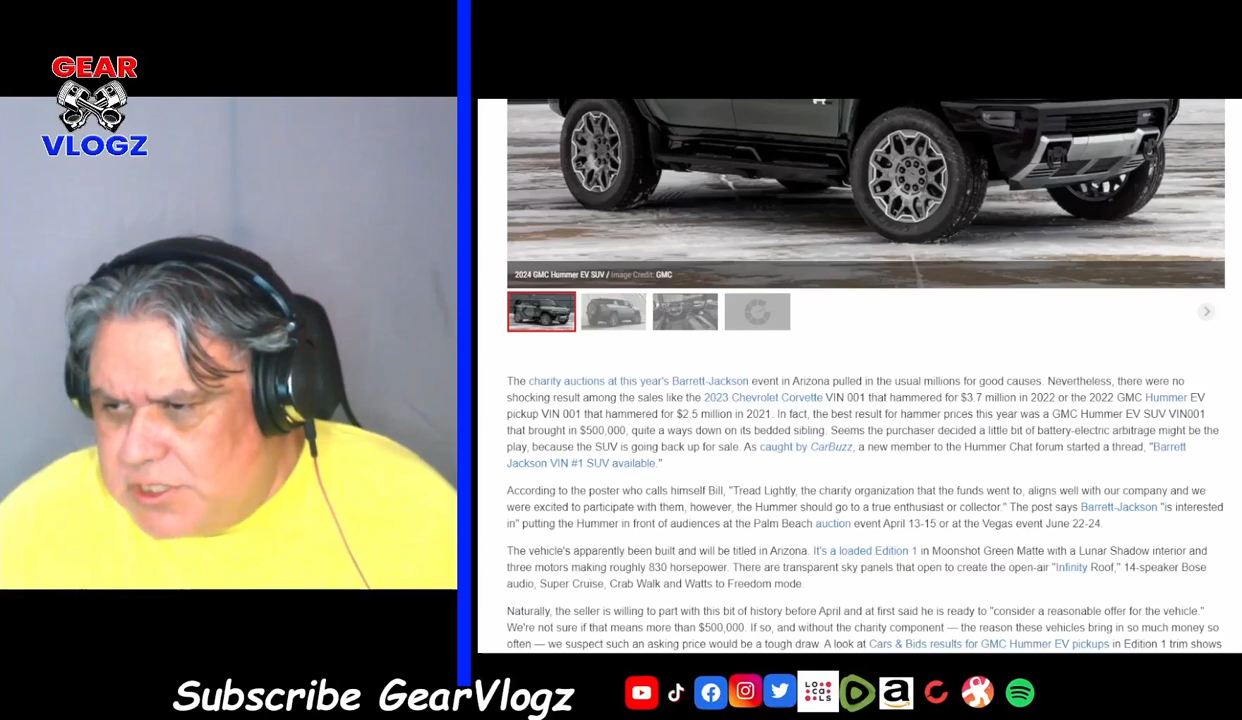 GEAR
VLOGZ
2024 GMC Hummer EV SUV / Image Credit: GMC
The charity auctions at this year's Barrett-Jackson event in Arizona pulled in the usual millions for good causes. Nevertheless, there were no
shocking result among the sales like the 2023 Chevrolet Corvette VIN 001 that hammered for $3.7 million in 2022 or the 2022 GMC Hummer EV
pickup VIN 001 that hammered for $2.5 million in 2021. In fact, the best result for hammer prices this year was a GMC Hummer EV SUV VIN001
that brought in $500,000, quite a ways down on its bedded sibling. Seems the purchaser decided a little bit of battery-electric arbitrage might be the
play, because the SUV is going back up for sale. As caught by CarBuzz, a new member to the Hummer Chat forum started a thread, "Barrett
Jackson VIN #1 SUV available."
According to the poster who calls himself Bill, "Tread Lightly, the charity organization that the funds went to, aligns well with our company and we
were excited to participate with them, however, the Hummer should go to a true enthusiast or collector." The post says Barrett-Jackson "is interested
in" putting the Hummer in front of audiences at the Palm Beach auction event April 13-15 or at the Vegas event June 22-24.
The vehicle's apparently been built and will be titled in Arizona. It's a loaded Edition 1 in Moonshot Green Matte with a Lunar Shadow interior and
three motors making roughly 830 horsepower. There are transparent sky panels that open to create the open-air "Infinity Roof," 14-speaker Bose
audio, Super Cruise, Crab Walk and Watts to Freedom mode.
Naturally, the seller is willing to part with this bit of history before April and at first said he is ready to "consider a reasonable offer for the vehicle."
We're not sure if that means more than $500,000. If so, and without the charity component — the reason these vehicles bring in so much money so
often — we suspect such an asking price would be a tough draw. A look at Cars & Bids results for GMC Hummer EV pickups in Edition 1 trim shows
Subscribe GearVlogz
LOCALS